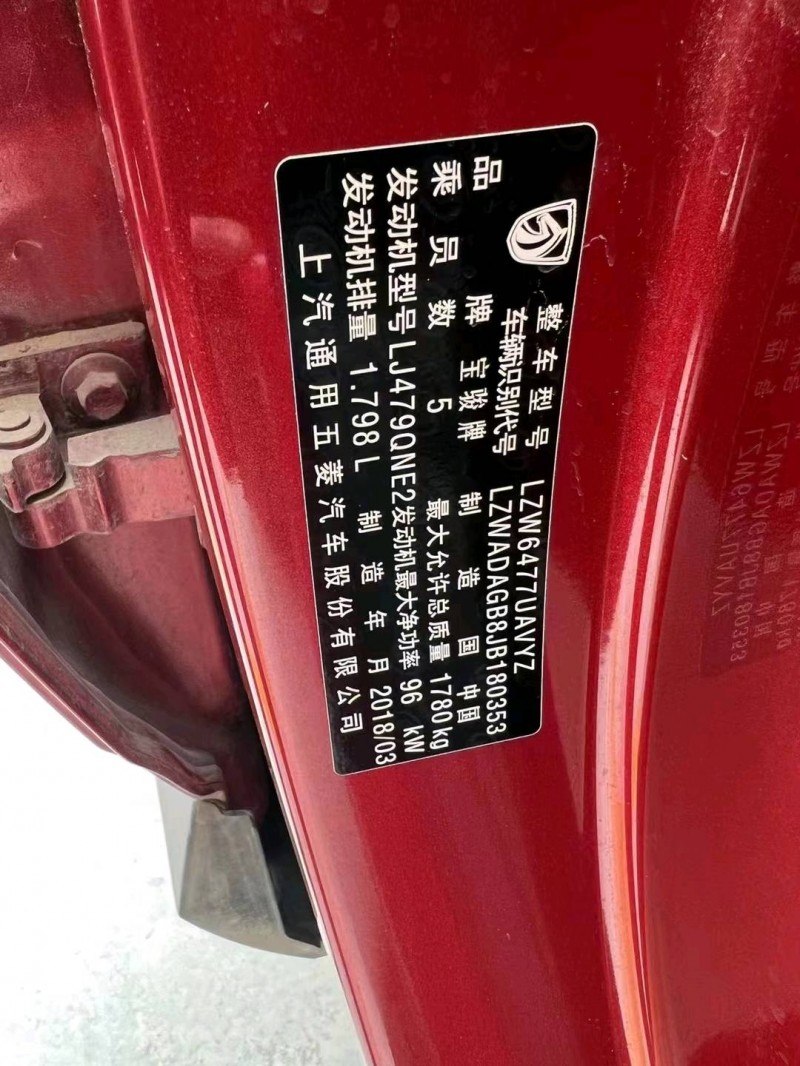 整车型号 LZW6477UAVYZ
车辆识别代号 LZWADAGB8JB180353
品牌 宝骏牌 制造国 中国
乘员数 5 最大允许总质量 1780kg
发动机型号 LJ479QNE2 发动机最大净功率 96 kW
发动机排量 1.798L 制造年月 2018/03
上汽通用五菱汽车股份有限公司